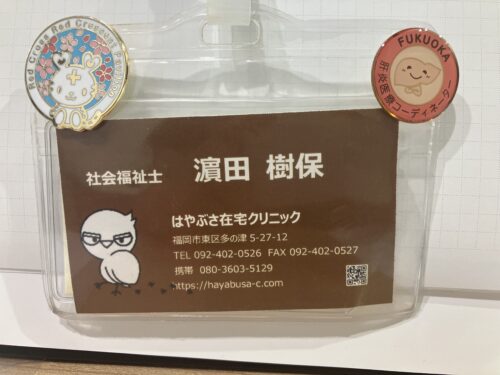 Red Cross Red Crescent Pavilion
FUKUOKA
肝炎医療コーディネーター
社会福祉士 濵田 樹保
はやぶさ在宅クリニック
福岡市東区多の津 5-27-12
TEL 092-402-0526 FAX 092-402-0527
携帯 080-3603-5129
https://hayabusa-c.com